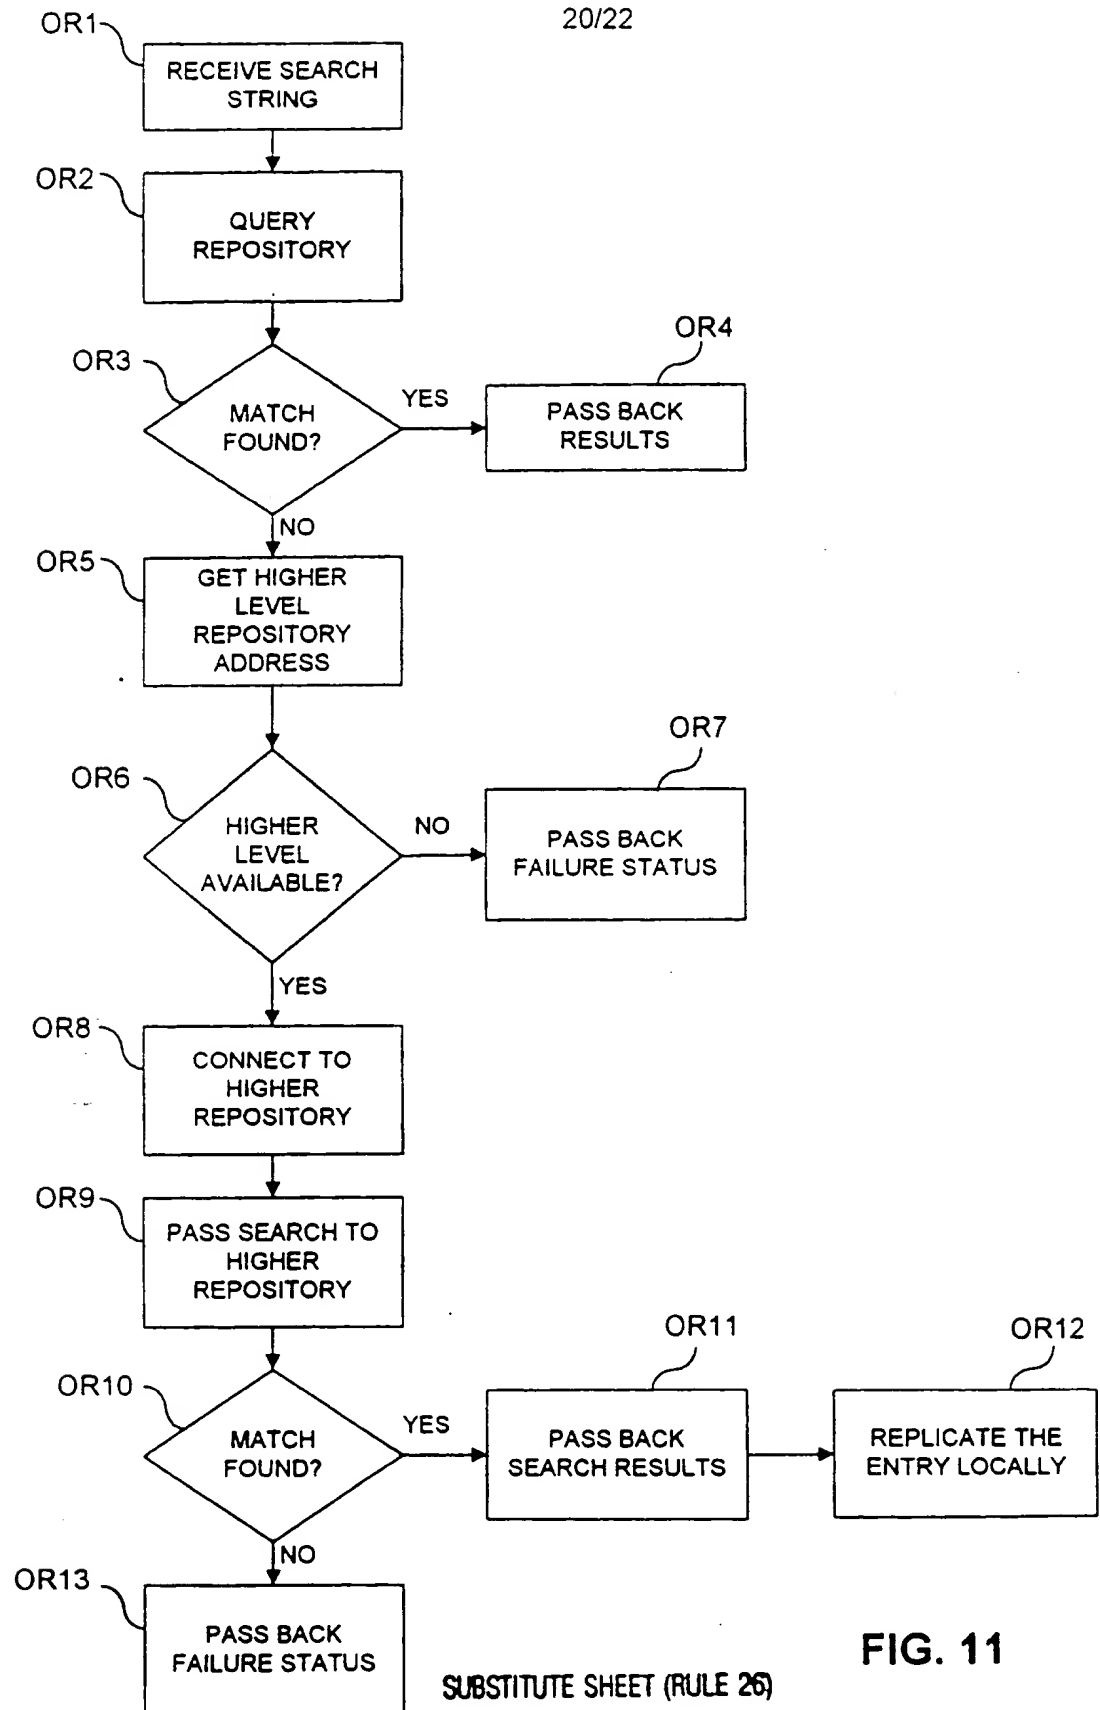 20/22
OR1
RECEIVE SEARCH
STRING
OR2
QUERY
REPOSITORY
OR3
MATCH
FOUND?
YES
OR4
PASS BACK
RESULTS
NO
OR5
GET HIGHER
LEVEL
REPOSITORY
ADDRESS
OR6
HIGHER
LEVEL
AVAILABLE?
NO
OR7
PASS BACK
FAILURE STATUS
YES
OR8
CONNECT TO
HIGHER
REPOSITORY
OR9
PASS SEARCH TO
HIGHER
REPOSITORY
OR10
MATCH
FOUND?
YES
OR11
PASS BACK
SEARCH RESULTS
OR12
REPLICATE THE
ENTRY LOCALLY
NO
OR13
PASS BACK
FAILURE STATUS
FIG. 11
SUBSTITUTE SHEET (RULE 26)